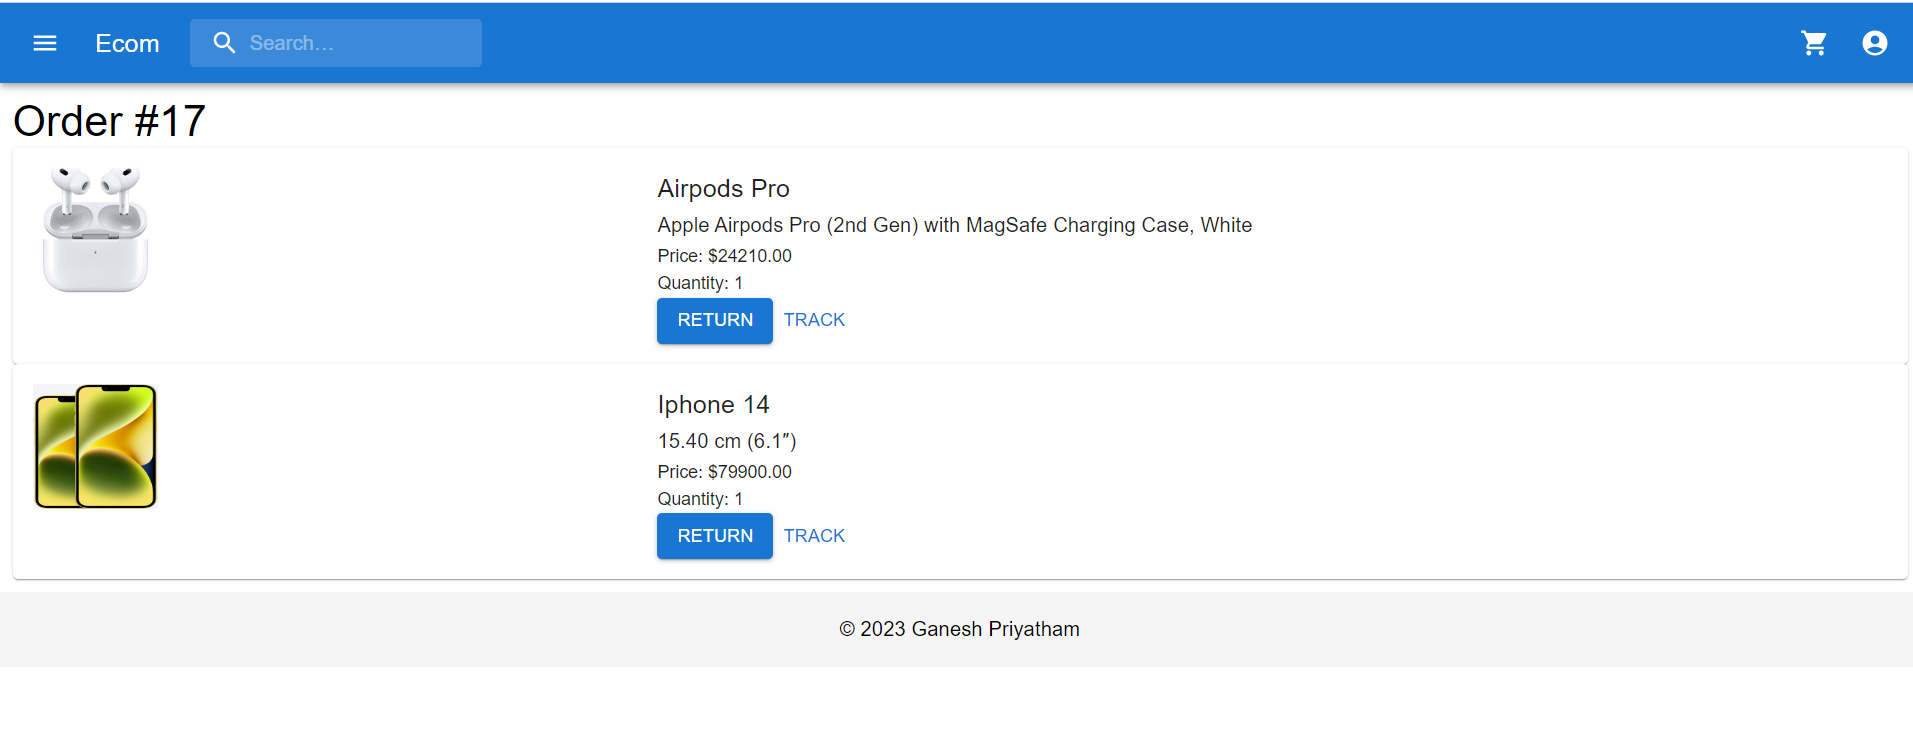 Ecom
Search…
Order #17
Airpods Pro
Apple Airpods Pro (2nd Gen) with MagSafe Charging Case, White
Price: $24210.00
Quantity: 1
RETURN TRACK
Iphone 14
15.40 cm (6.1″)
Price: $79900.00
Quantity: 1
RETURN TRACK
© 2023 Ganesh Priyatham